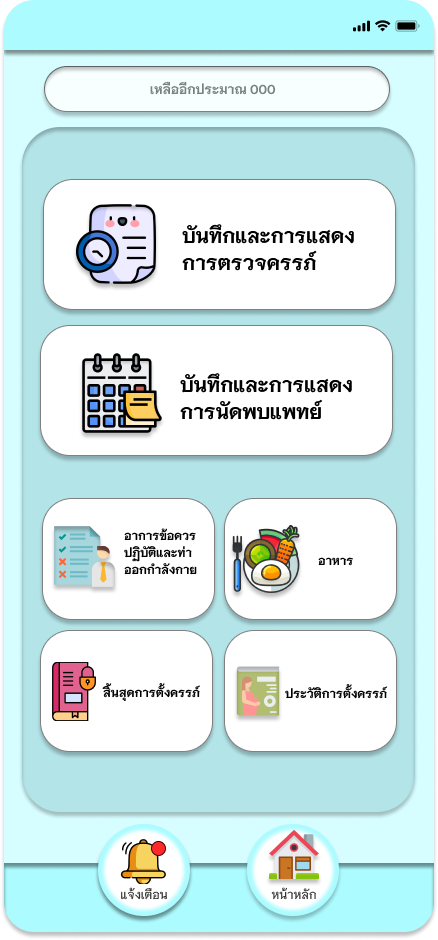 เหลืออีกประมาณ 000
บันทึกและการแสดง
การตรวจครรภ์
บันทึกและการแสดง
การนัดพบแพทย์
อาการข้อควร
ปฏิบัติและท่า
ออกกำลังกาย
อาหาร
สิ้นสุดการตั้งครรภ์
ประวัติการตั้งครรภ์
แจ้งเตือน
หน้าหลัก